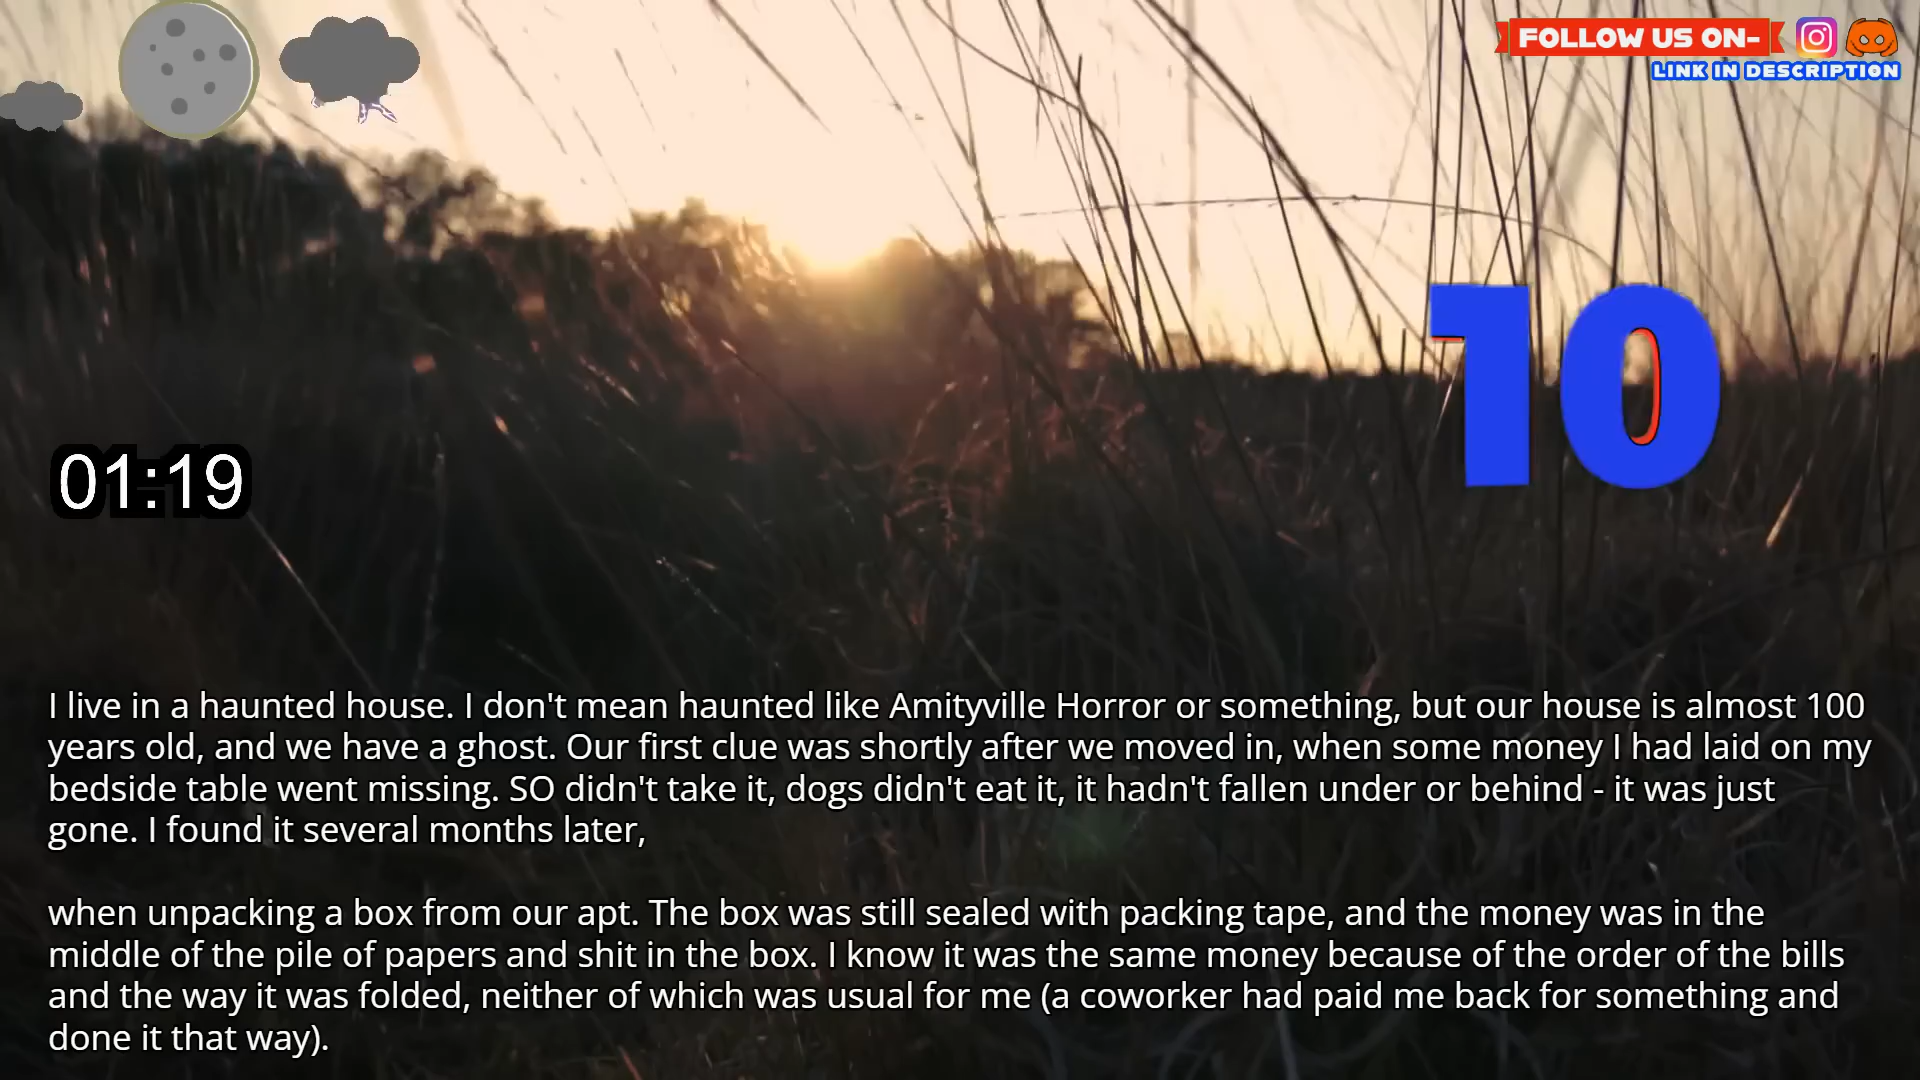 FOLLOW US ON-
LINK IN DESCRIPTION
10
01:19
I live in a haunted house. I don't mean haunted like Amityville Horror or something, but our house is almost 100
years old, and we have a ghost. Our first clue was shortly after we moved in, when some money I had laid on my
bedside table went missing. SO didn't take it, dogs didn't eat it, it hadn't fallen under or behind - it was just
gone. I found it several months later,
when unpacking a box from our apt. The box was still sealed with packing tape, and the money was in the
middle of the pile of papers and shit in the box. I know it was the same money because of the order of the bills
and the way it was folded, neither of which was usual for me (a coworker had paid me back for something and
done it that way).